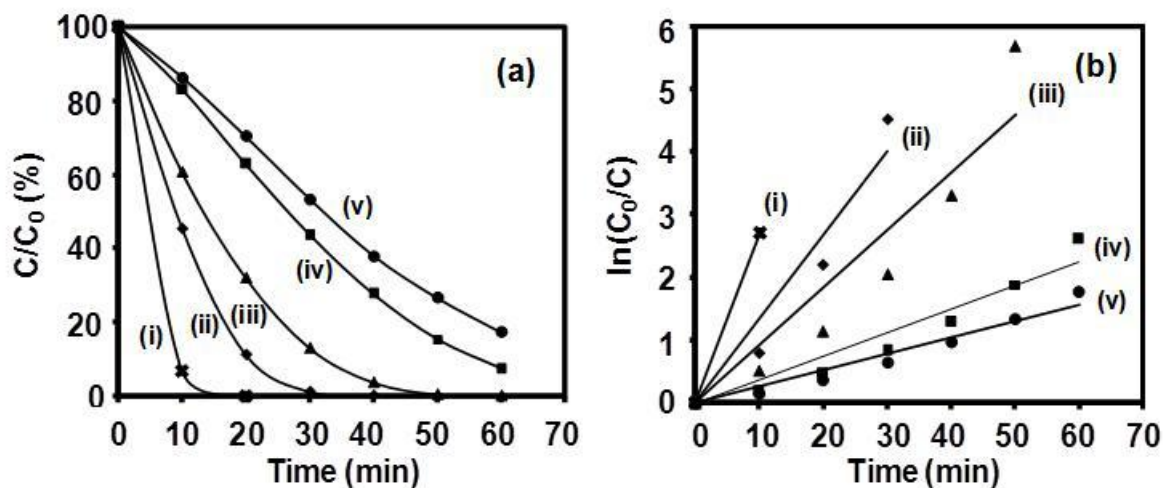 (a)
C/C0 (%)
100
80
60
40
20
0
(i)
(ii)
(iii)
(iv)
(v)
0 10 20 30 40 50 60 70
Time (min)
(b)
ln(C0/C)
6
5
4
3
2
1
0
(i)
(ii)
(iii)
(iv)
(v)
0 10 20 30 40 50 60 70
Time (min)